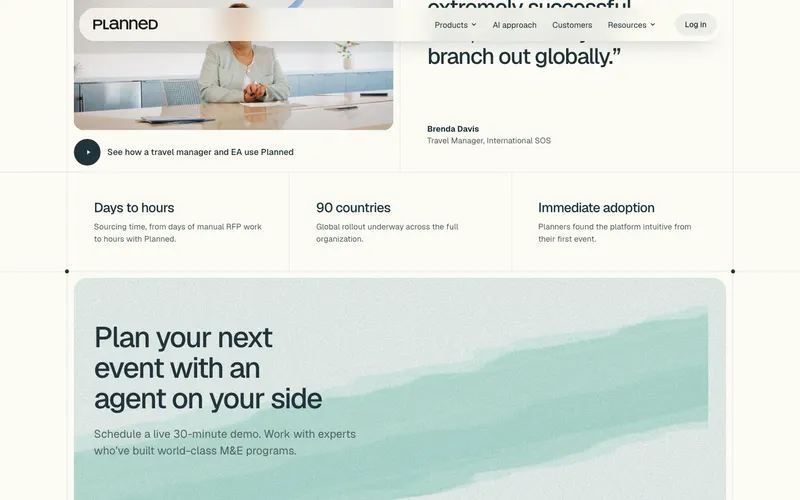 PLANNED
Products
AI approach
Customers
Resources
Log in
extremely successful
branch out globally.”
Brenda Davis
Travel Manager, International SOS
See how a travel manager and EA use Planned
Days to hours
Sourcing time, from days of manual RFP work
to hours with Planned.
90 countries
Global rollout underway across the full
organization.
Immediate adoption
Planners found the platform intuitive from
their first event.
Plan your next
event with an
agent on your side
Schedule a live 30-minute demo. Work with experts
who've built world-class M&E programs.